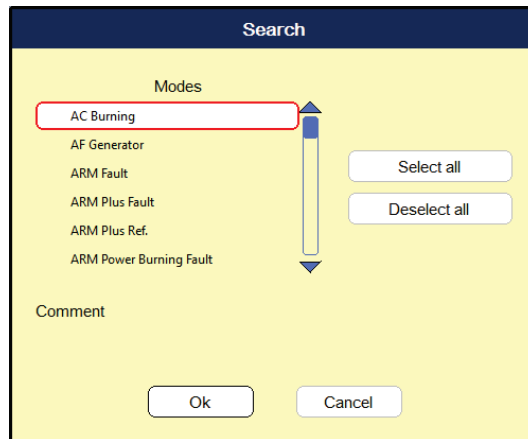 Search
Modes
AC Burning
AF Generator
ARM Fault
ARM Plus Fault
ARM Plus Ref.
ARM Power Burning Fault
Select all
Deselect all
Comment
Ok
Cancel